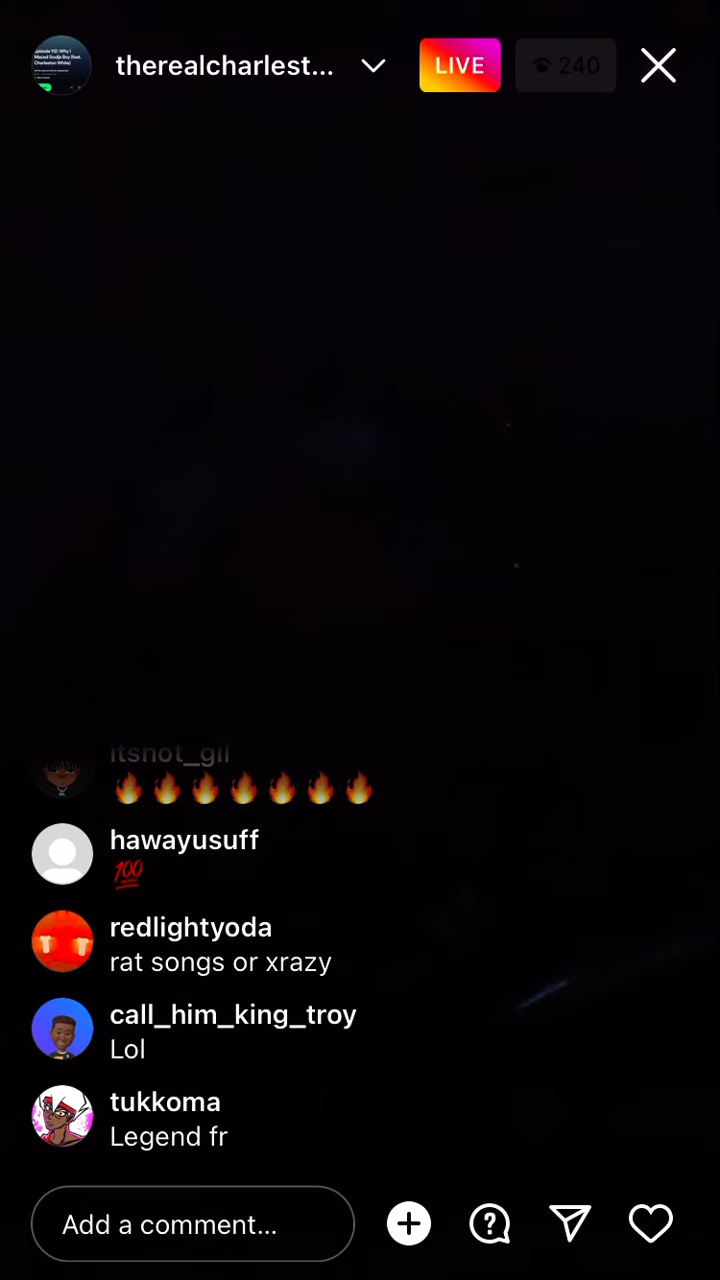 Episode 112: Why I
Maced Soulja Boy (feat.
Charleston White)
therealcharlest...
LIVE
240
itsnot_gil
🔥🔥🔥🔥🔥🔥🔥
hawayusuff
💯
redlightyoda
rat songs or xrazy
call_him_king_troy
Lol
tukkoma
Legend fr
Add a comment...